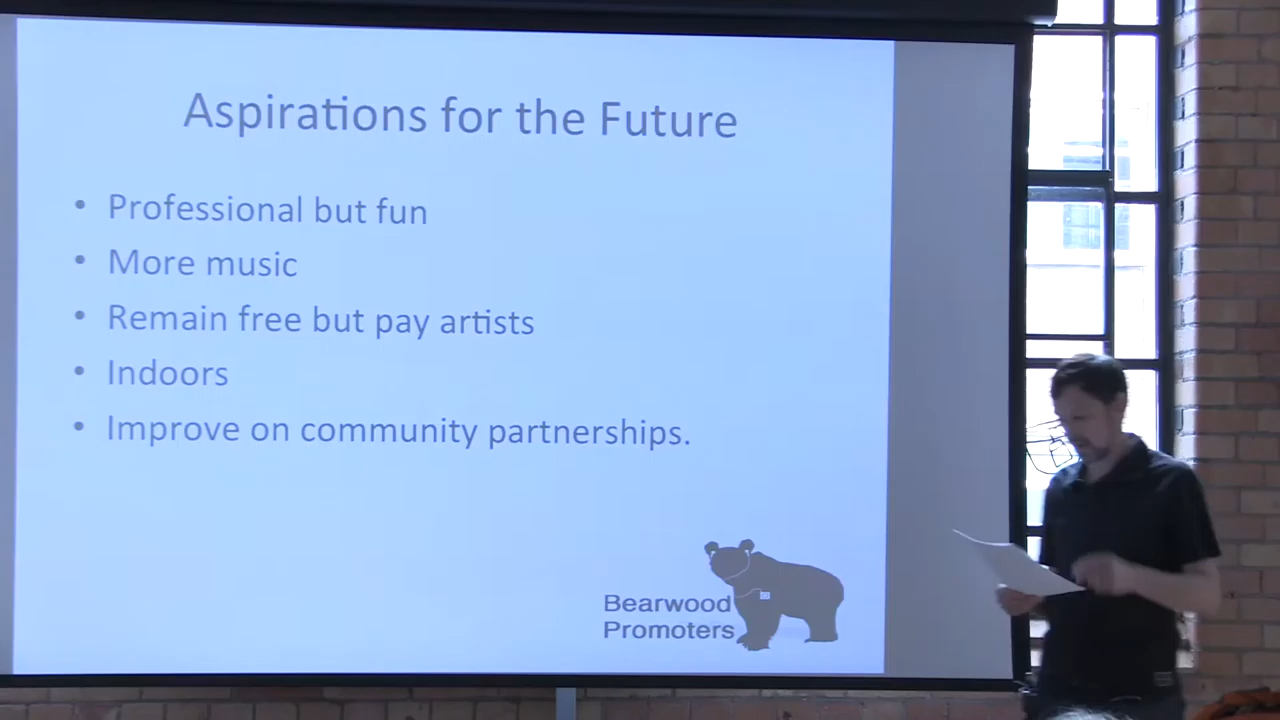 Aspirations for the Future
• Professional but fun
• More music
• Remain free but pay artists
• Indoors
• Improve on community partnerships.
Bearwood
Promoters